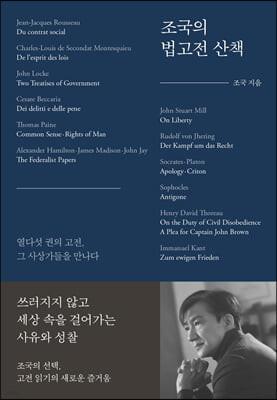 Jean-Jacques Rousseau
Du contrat social
Charles-Louis de Secondat Montesquieu
De l'esprit des lois
John Locke
Two Treatises of Government
Cesare Beccaria
Dei delitti e delle pene
Thomas Paine
Common Sense · Rights of Man
Alexander Hamilton · James Madison · John Jay
The Federalist Papers
조국의
법고전 산책
조국 지음
John Stuart Mill
On Liberty
Rudolf von Jhering
Der Kampf um das Recht
Socrates · Platon
Apology · Criton
Sophocles
Antigone
Henry David Thoreau
On the Duty of Civil Disobedience
A Plea for Captain John Brown
Immanuel Kant
Zum ewigen Frieden
열다섯 권의 고전,
그 사상가들을 만나다
쓰러지지 않고
세상 속을 걸어가는
사유와 성찰
조국의 선택,
고전 읽기의 새로운 즐거움